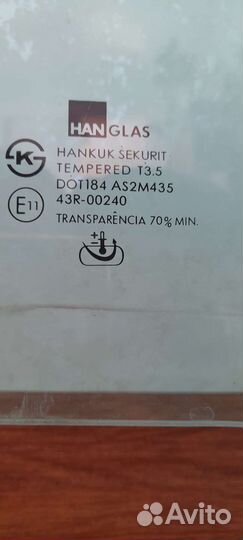 HANGLAS
HANKUK SEKURIT
TEMPERED T3.5
DOT184 AS2M435
E11
43R-00240
TRANSPARÊNCIA 70% MIN.
Avito